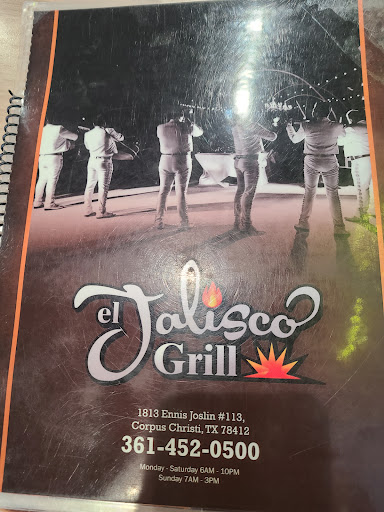 el Jalisco
Grill
1813 Ennis Joslin #113,
Corpus Christi, TX 78412
361-452-0500
Monday - Saturday 6AM - 10PM
Sunday 7AM - 3PM